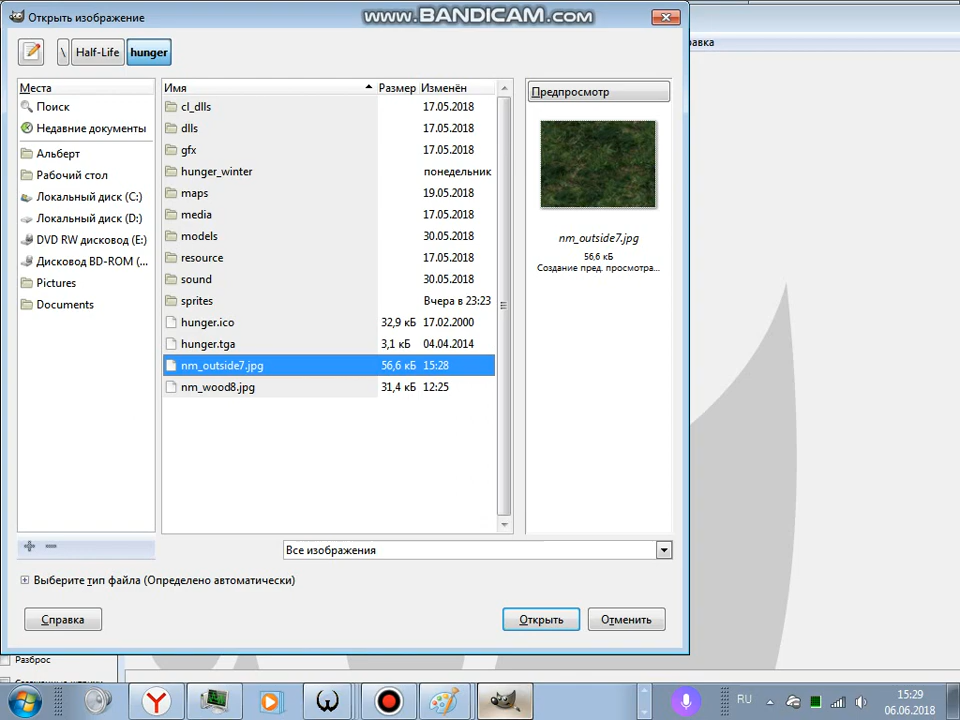 Открыть изображение
www.BANDICAM.com
авка
\ Half-Life hunger
Места
Поиск
Недавние документы
Альберт
Рабочий стол
Локальный диск (C:)
Локальный диск (D:)
DVD RW дисковод (E:)
Дисковод BD-ROM (...
Pictures
Documents
Имя Размер Изменён
cl_dlls 17.05.2018
dlls 17.05.2018
gfx 17.05.2018
hunger_winter понедельник
maps 19.05.2018
media 17.05.2018
models 30.05.2018
resource 17.05.2018
sound 30.05.2018
sprites Вчера в 23:23
hunger.ico 32,9 кБ 17.02.2000
hunger.tga 3,1 кБ 04.04.2014
nm_outside7.jpg 56,6 кБ 15:28
nm_wood8.jpg 31,4 кБ 12:25
Предпросмотр
nm_outside7.jpg
56,6 кБ
Создание пред. просмотра...
Все изображения
Выберите тип файла (Определено автоматически)
Справка Открыть Отменить
Разброс
RU
15:29
06.06.2018